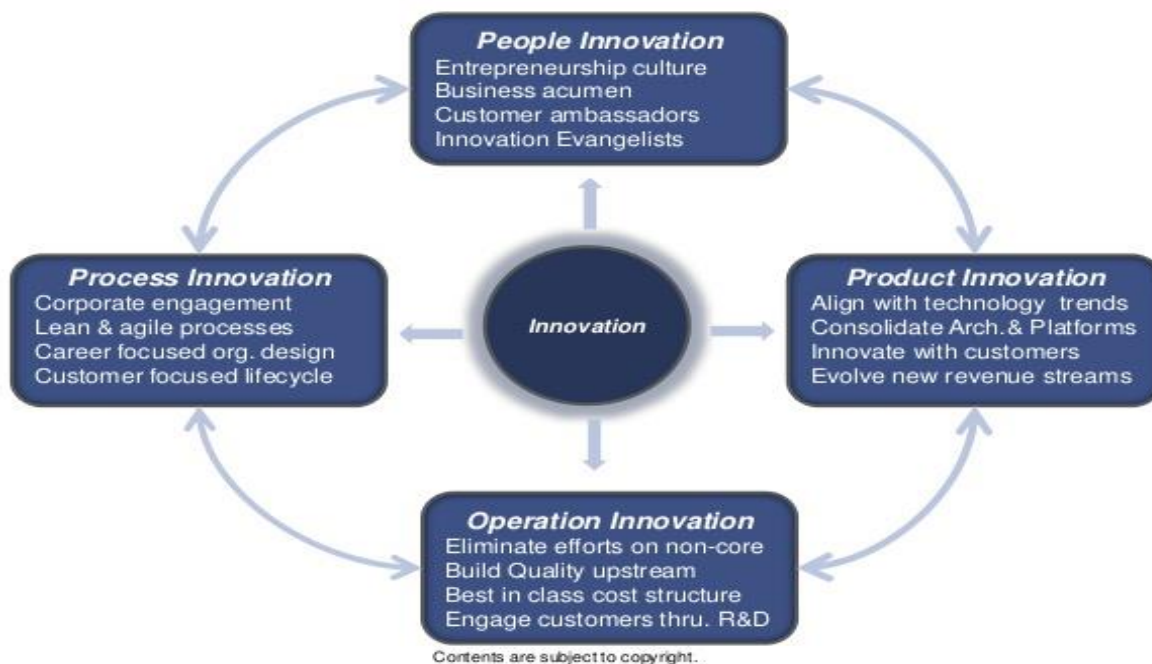 People Innovation
Entrepreneurship culture
Business acumen
Customer ambassadors
Innovation Evangelists
Process Innovation
Corporate engagement
Lean & agile processes
Career focused org. design
Customer focused lifecycle
Innovation
Product Innovation
Align with technology trends
Consolidate Arch. & Platforms
Innovate with customers
Evolve new revenue streams
Operation Innovation
Eliminate efforts on non-core
Build Quality upstream
Best in class cost structure
Engage customers thru. R&D
Contents are subject to copyright.